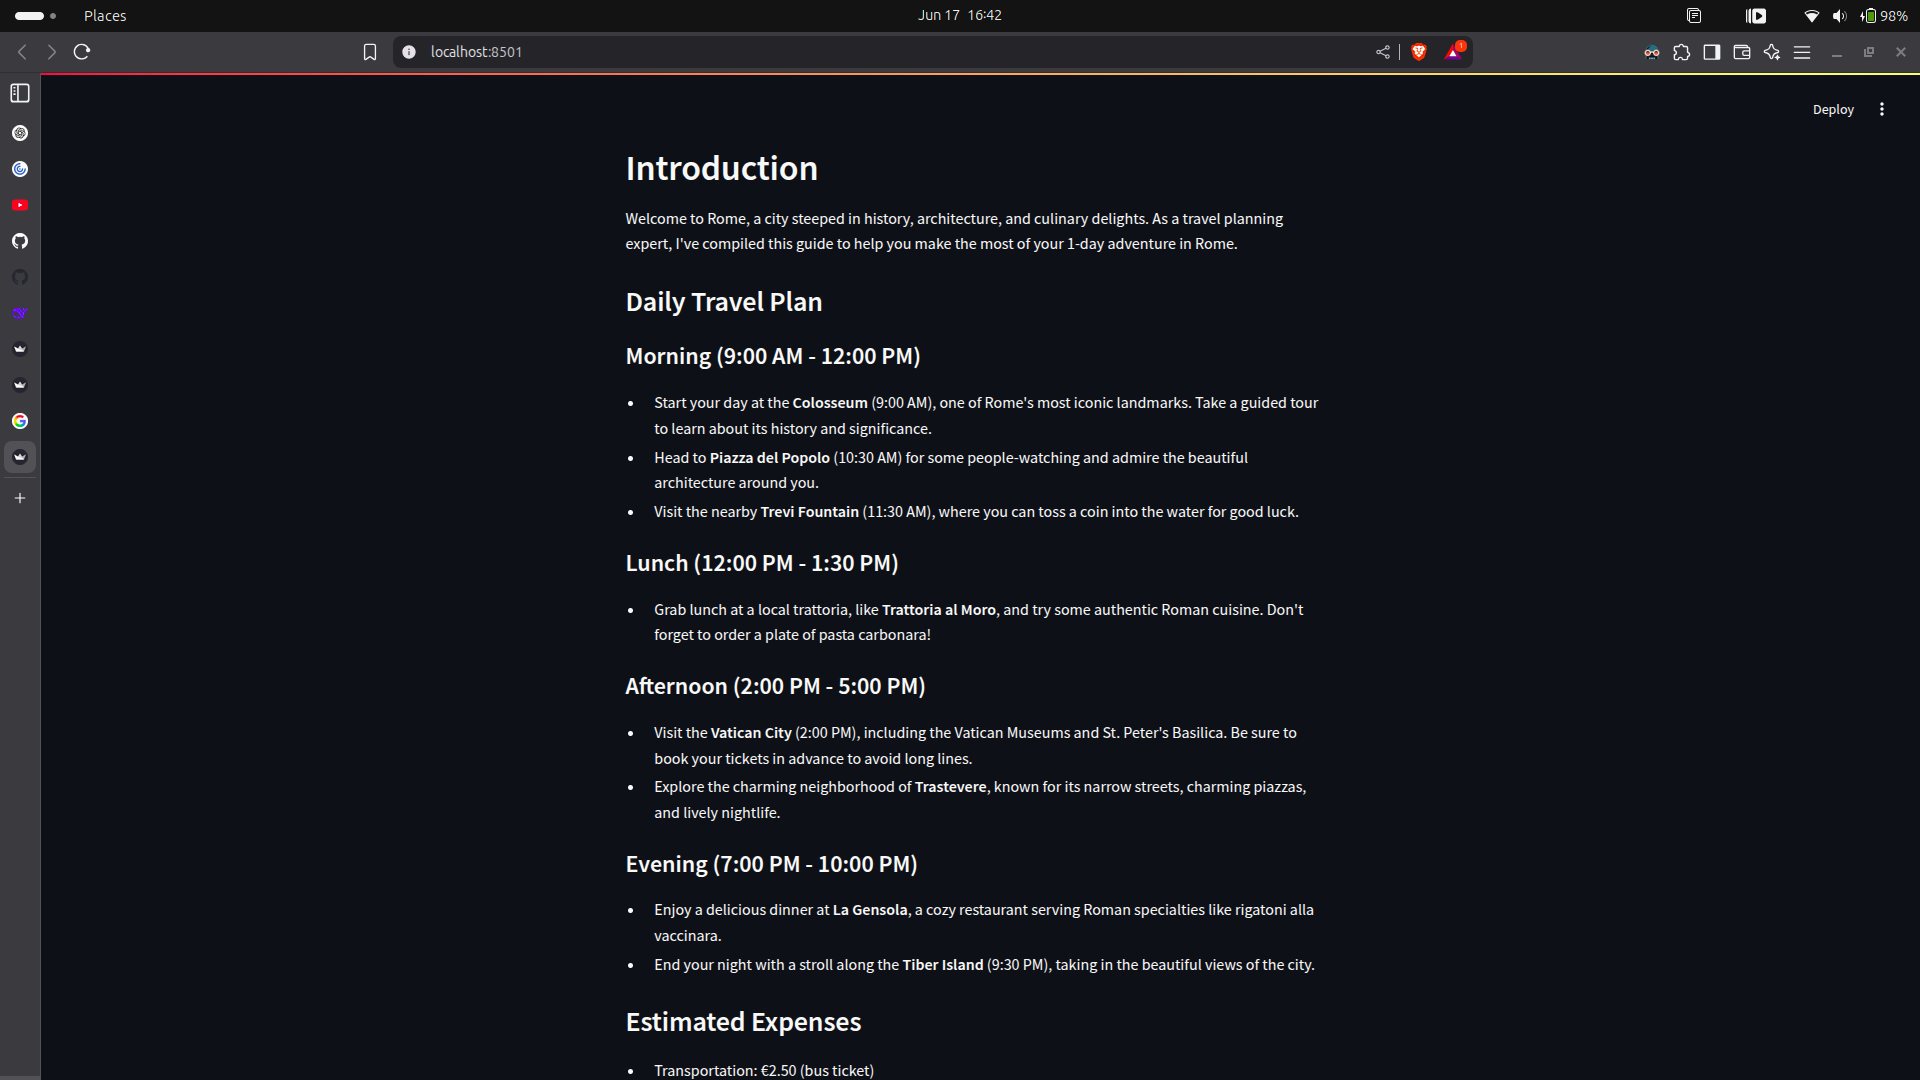 Places
Jun 17 16:42
98%
localhost:8501
1
Deploy
Introduction
Welcome to Rome, a city steeped in history, architecture, and culinary delights. As a travel planning
expert, I've compiled this guide to help you make the most of your 1-day adventure in Rome.
Daily Travel Plan
Morning (9:00 AM - 12:00 PM)
• Start your day at the Colosseum (9:00 AM), one of Rome's most iconic landmarks. Take a guided tour
to learn about its history and significance.
• Head to Piazza del Popolo (10:30 AM) for some people-watching and admire the beautiful
architecture around you.
• Visit the nearby Trevi Fountain (11:30 AM), where you can toss a coin into the water for good luck.
Lunch (12:00 PM - 1:30 PM)
• Grab lunch at a local trattoria, like Trattoria al Moro, and try some authentic Roman cuisine. Don't
forget to order a plate of pasta carbonara!
Afternoon (2:00 PM - 5:00 PM)
• Visit the Vatican City (2:00 PM), including the Vatican Museums and St. Peter's Basilica. Be sure to
book your tickets in advance to avoid long lines.
• Explore the charming neighborhood of Trastevere, known for its narrow streets, charming piazzas,
and lively nightlife.
Evening (7:00 PM - 10:00 PM)
• Enjoy a delicious dinner at La Gensola, a cozy restaurant serving Roman specialties like rigatoni alla
vaccinara.
• End your night with a stroll along the Tiber Island (9:30 PM), taking in the beautiful views of the city.
Estimated Expenses
• Transportation: €2.50 (bus ticket)